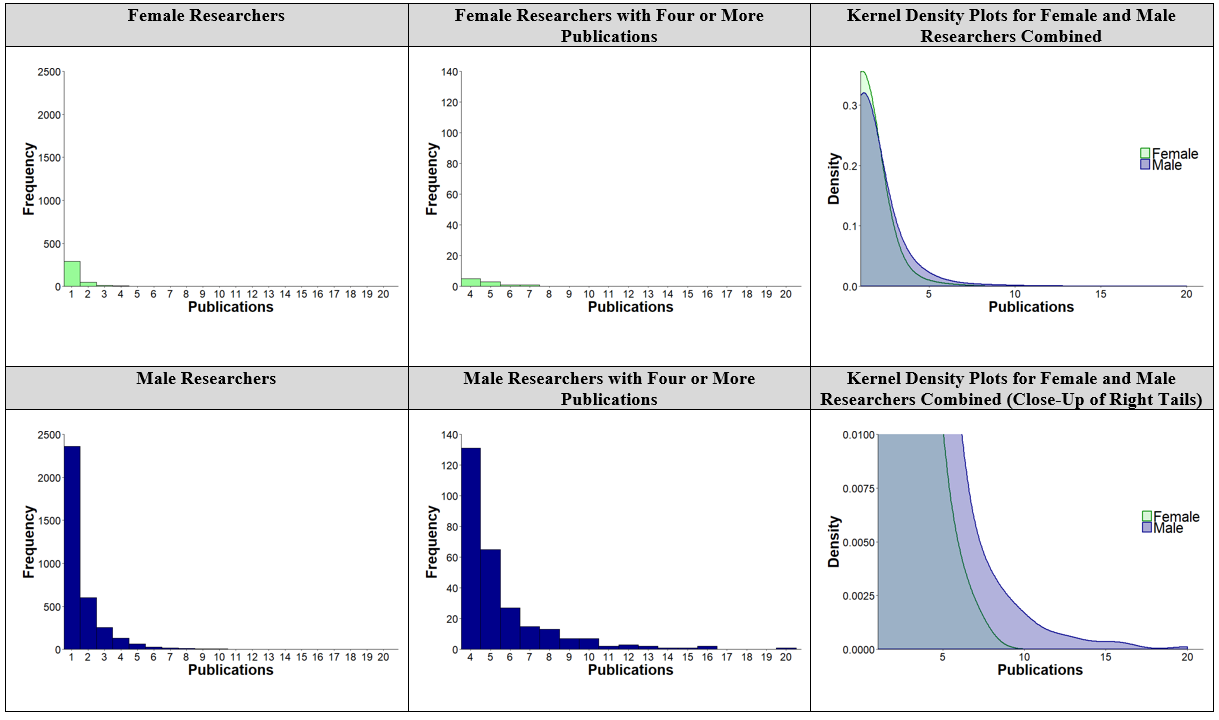 Female Researchers
Female Researchers with Four or More
Publications
Kernel Density Plots for Female and Male
Researchers Combined
2500
2000
1500
1000
500
0
Frequency
1 2 3 4 5 6 7 8 9 10 11 12 13 14 15 16 17 18 19 20
Publications
140
120
100
80
60
40
20
0
Frequency
4 5 6 7 8 9 10 11 12 13 14 15 16 17 18 19 20
Publications
0.3
0.2
0.1
0.0
Density
5 10 15 20
Publications
Female
Male
Male Researchers
Male Researchers with Four or More
Publications
Kernel Density Plots for Female and Male
Researchers Combined (Close-Up of Right Tails)
2500
2000
1500
1000
500
0
Frequency
1 2 3 4 5 6 7 8 9 10 11 12 13 14 15 16 17 18 19 20
Publications
140
120
100
80
60
40
20
0
Frequency
4 5 6 7 8 9 10 11 12 13 14 15 16 17 18 19 20
Publications
0.0100
0.0075
0.0050
0.0025
0.0000
Density
5 10 15 20
Publications
Female
Male